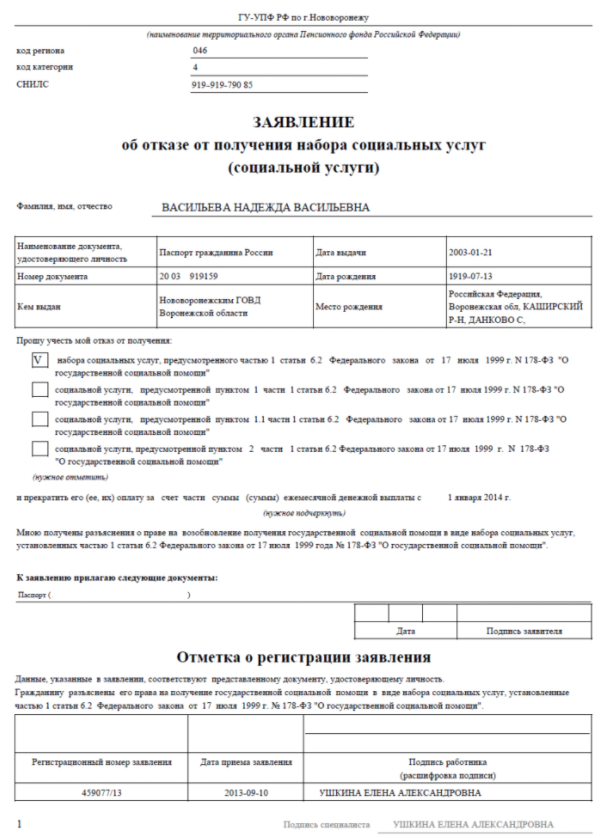 ГУ-УПФ РФ по г.Нововоронежу
(наименование территориального органа Пенсионного фонда Российской Федерации)
код региона 046
код категории 4
СНИЛС 919-919-790 85
ЗАЯВЛЕНИЕ
об отказе от получения набора социальных услуг
(социальной услуги)
Фамилия, имя, отчество ВАСИЛЬЕВА НАДЕЖДА ВАСИЛЬЕВНА
Наименование документа, удостоверяющего личность Паспорт гражданина России Дата выдачи 2003-01-21
Номер документа 20 03 919159 Дата рождения 1919-07-13
Кем выдан Нововоронежским ГОВД Воронежской области Место рождения Российская Федерация, Воронежская обл, КАШИРСКИЙ Р-Н, ДАНКОВО С,
Прошу учесть мой отказ от получения:
V набора социальных услуг, предусмотренного частью 1 статьи 6.2 Федерального закона от 17 июля 1999 г. N 178-ФЗ "О
государственной социальной помощи"
социальной услуги, предусмотренной пунктом 1 части 1 статьи 6.2 Федерального закона от 17 июля 1999 г. N 178-ФЗ "О
государственной социальной помощи"
социальной услуги, предусмотренной пунктом 1.1 части 1 статьи 6.2 Федерального закона от 17 июля 1999 г. N 178-ФЗ "О
государственной социальной помощи"
социальной услуги, предусмотренной пунктом 2 части 1 статьи 6.2 Федерального закона от 17 июля 1999 г. N 178-ФЗ
"О государственной социальной помощи"
(нужное отметить)
и прекратить его (ее, их) оплату за счет части суммы (суммы) ежемесячной денежной выплаты с 1 января 2014 г.
(нужное подчеркнуть)
Мною получены разъяснения о праве на возобновление получения государственной социальной помощи в виде набора социальных услуг,
установленных частью 1 статьи 6.2 Федерального закона от 17 июля 1999 года № 178-ФЗ "О государственной социальной помощи".
К заявлению прилагаю следующие документы:
Паспорт ( )
Дата Подпись заявителя
Отметка о регистрации заявления
Данные, указанные в заявлении, соответствуют представленному документу, удостоверяющему личность.
Гражданину разъяснены его права на получение государственной социальной помощи в виде набора социальных услуг, установленные
частью 1 статьи 6.2 Федерального закона от 17 июля 1999 г. № 178-ФЗ "О государственной социальной помощи".
Регистрационный номер заявления Дата приема заявления Подпись работника
(расшифровка подписи)
459077/13 2013-09-10 УШКИНА ЕЛЕНА АЛЕКСАНДРОВНА
1 Подпись специалиста УШКИНА ЕЛЕНА АЛЕКСАНДРОВНА